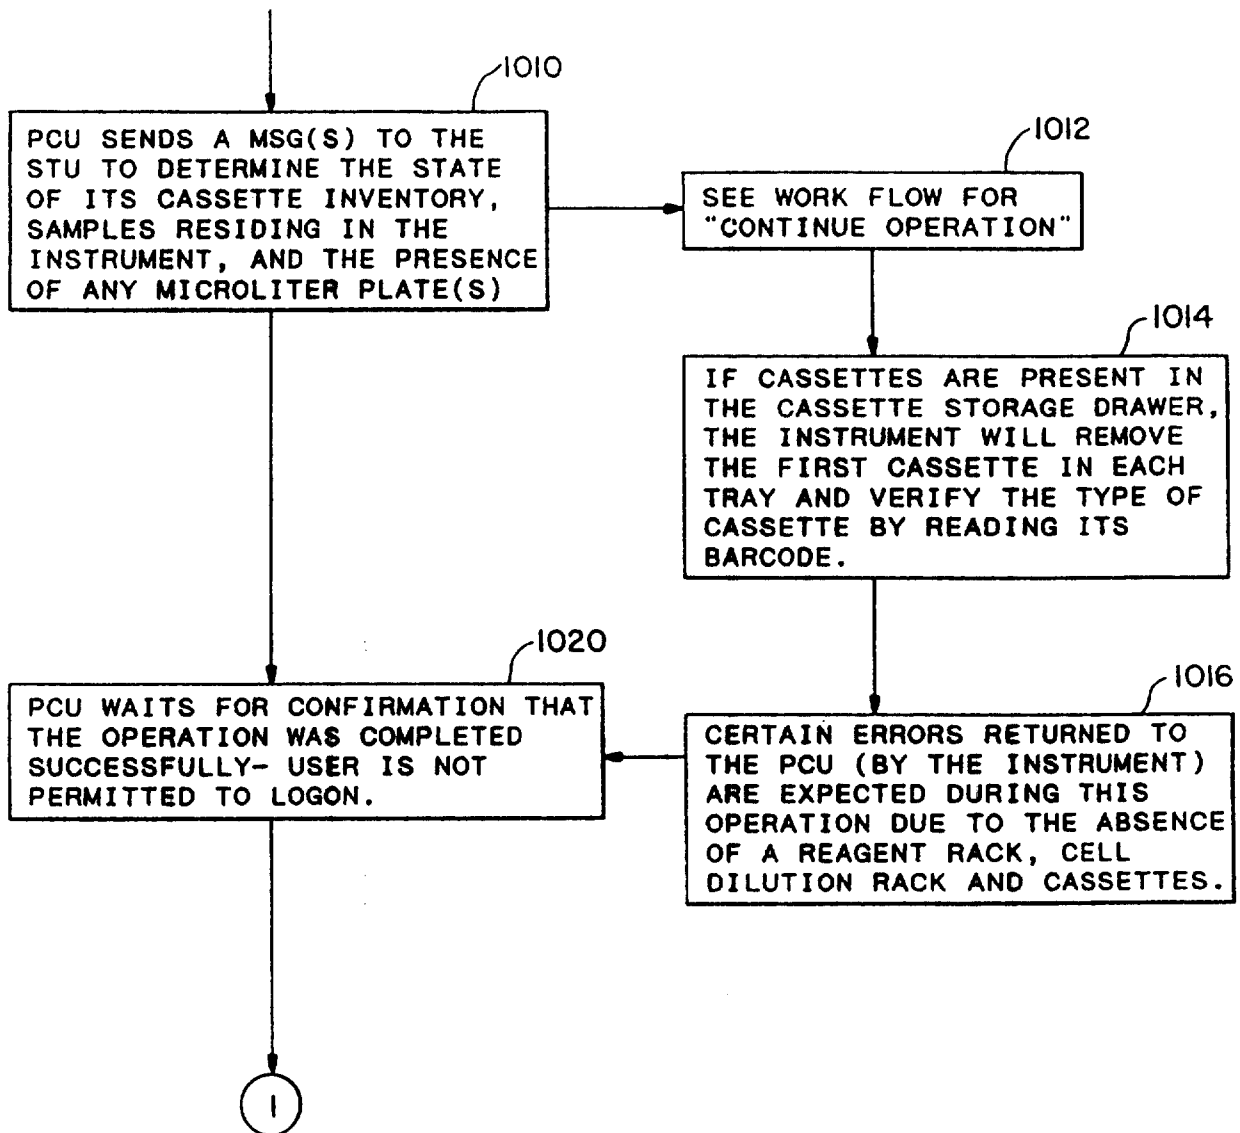 1010
PCU SENDS A MSG(S) TO THE
STU TO DETERMINE THE STATE
OF ITS CASSETTE INVENTORY,
SAMPLES RESIDING IN THE
INSTRUMENT, AND THE PRESENCE
OF ANY MICROLITER PLATE(S)
1012
SEE WORK FLOW FOR
"CONTINUE OPERATION"
1014
IF CASSETTES ARE PRESENT IN
THE CASSETTE STORAGE DRAWER,
THE INSTRUMENT WILL REMOVE
THE FIRST CASSETTE IN EACH
TRAY AND VERIFY THE TYPE OF
CASSETTE BY READING ITS
BARCODE.
1016
CERTAIN ERRORS RETURNED TO
THE PCU (BY THE INSTRUMENT)
ARE EXPECTED DURING THIS
OPERATION DUE TO THE ABSENCE
OF A REAGENT RACK, CELL
DILUTION RACK AND CASSETTES.
1020
PCU WAITS FOR CONFIRMATION THAT
THE OPERATION WAS COMPLETED
SUCCESSFULLY- USER IS NOT
PERMITTED TO LOGON.
1